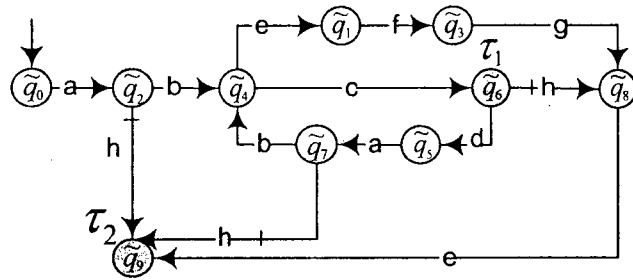 e q̃₁ f q̃₃ g
τ₁
q̃₀ a q̃₂ b q̃₄ c q̃₆ h q̃₈
h b q̃₇ a q̃₅ d
τ₂ h e
q̃₉